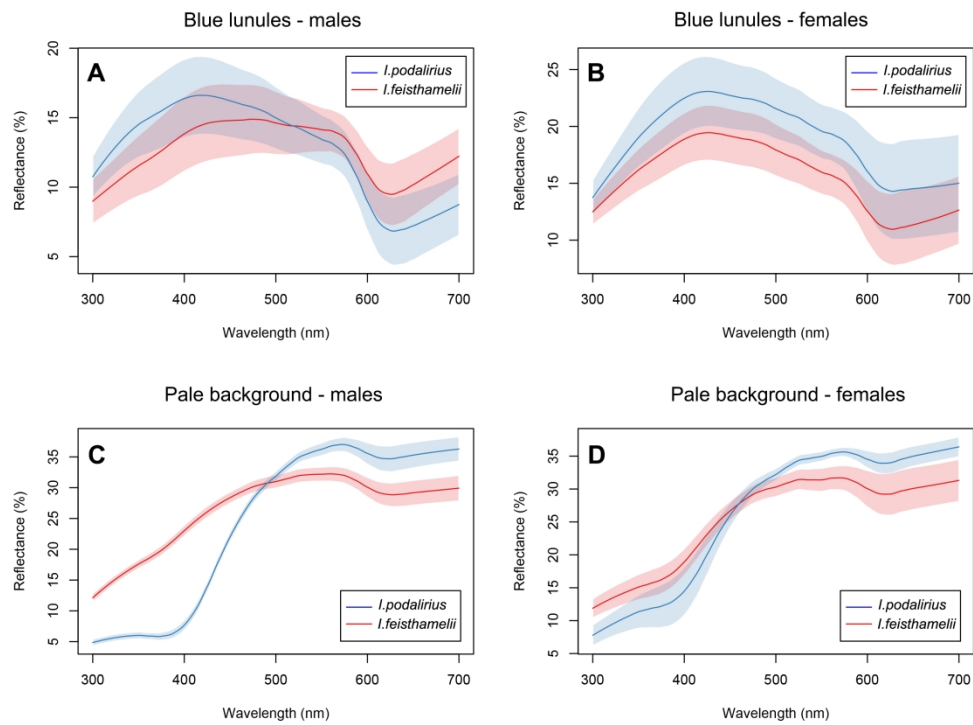 Blue lunules - males
A
I.podalirius
I.feisthamelii
Reflectance (%)
20
15
10
5
300 400 500 600 700
Wavelength (nm)
Blue lunules - females
B
I.podalirius
I.feisthamelii
Reflectance (%)
25
20
15
10
300 400 500 600 700
Wavelength (nm)
Pale background - males
C
I.podalirius
I.feisthamelii
Reflectance (%)
35
30
25
20
15
10
5
300 400 500 600 700
Wavelength (nm)
Pale background - females
D
I.podalirius
I.feisthamelii
Reflectance (%)
35
30
25
20
15
10
5
300 400 500 600 700
Wavelength (nm)